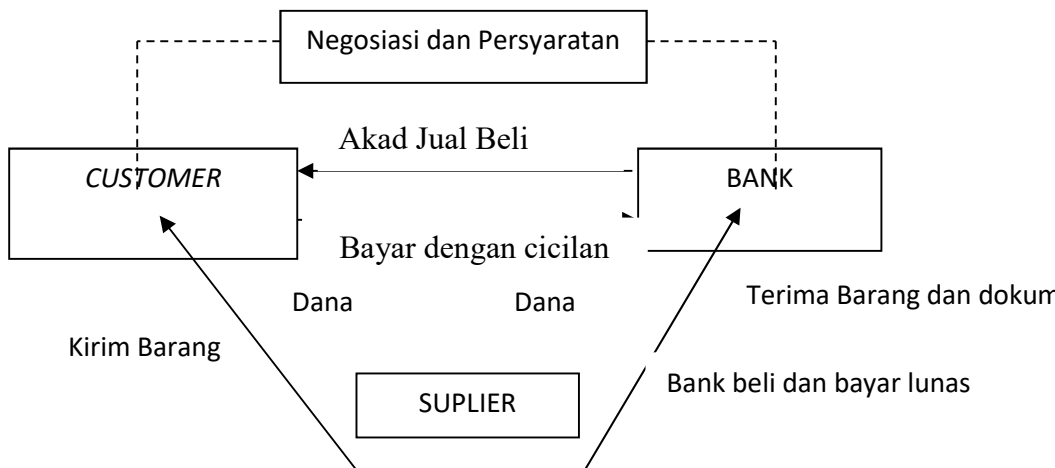 Negosiasi dan Persyaratan
Akad Jual Beli
CUSTOMER
BANK
Bayar dengan cicilan
Dana
Dana
Terima Barang dan dokum
Kirim Barang
Bank beli dan bayar lunas
SUPLIER